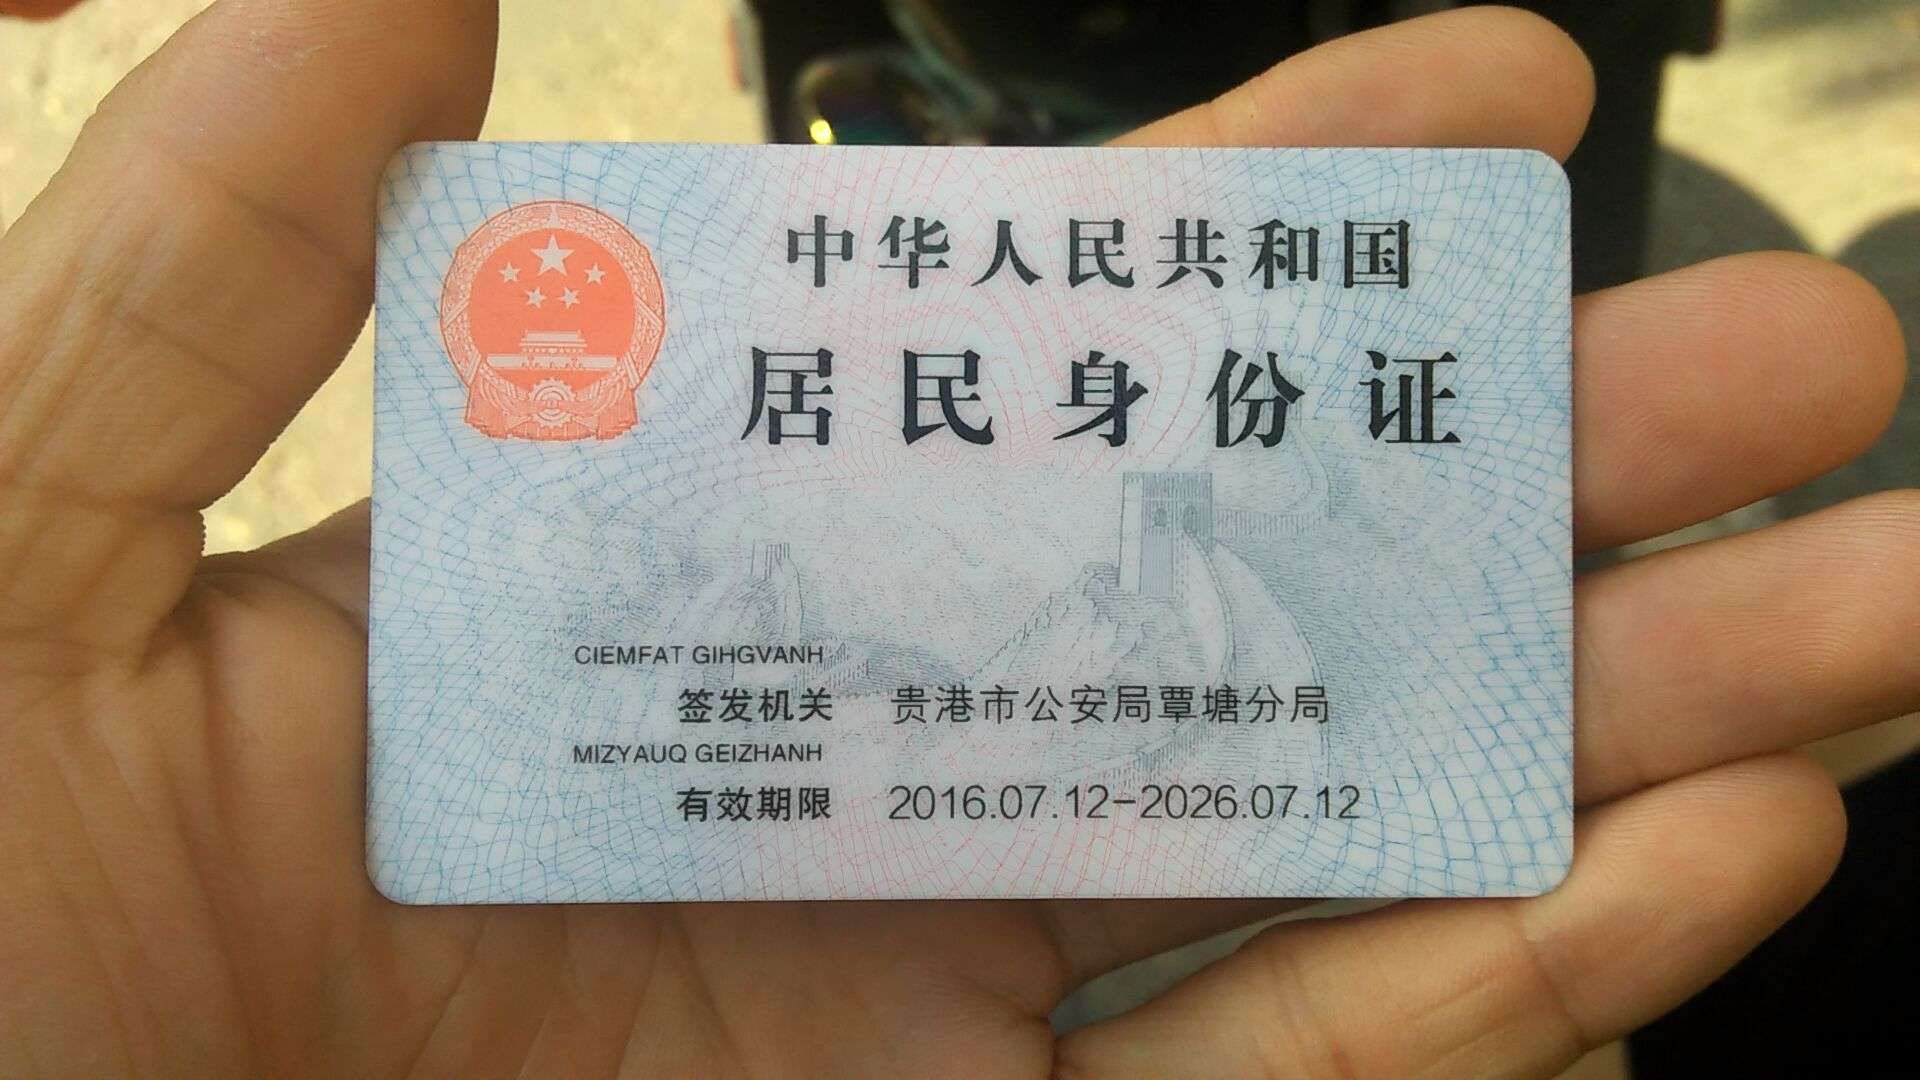 中华人民共和国
居民身份证
CIEMFAT GIHGVANH
签发机关 贵港市公安局覃塘分局
MIZYAUQ GEIZHANH
有效期限 2016.07.12-2026.07.12